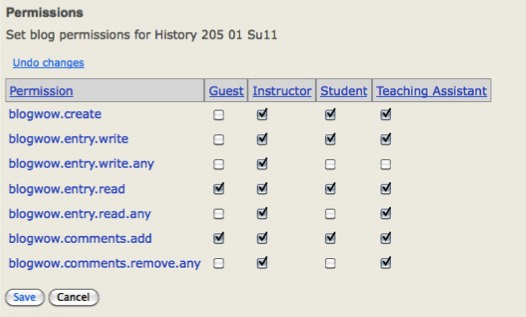 Permissions
Set blog permissions for History 205 01 Su11
Undo changes
Permission Guest Instructor Student Teaching Assistant
blogwow.create
blogwow.entry.write
blogwow.entry.write.any
blogwow.entry.read
blogwow.entry.read.any
blogwow.comments.add
blogwow.comments.remove.any
Save Cancel